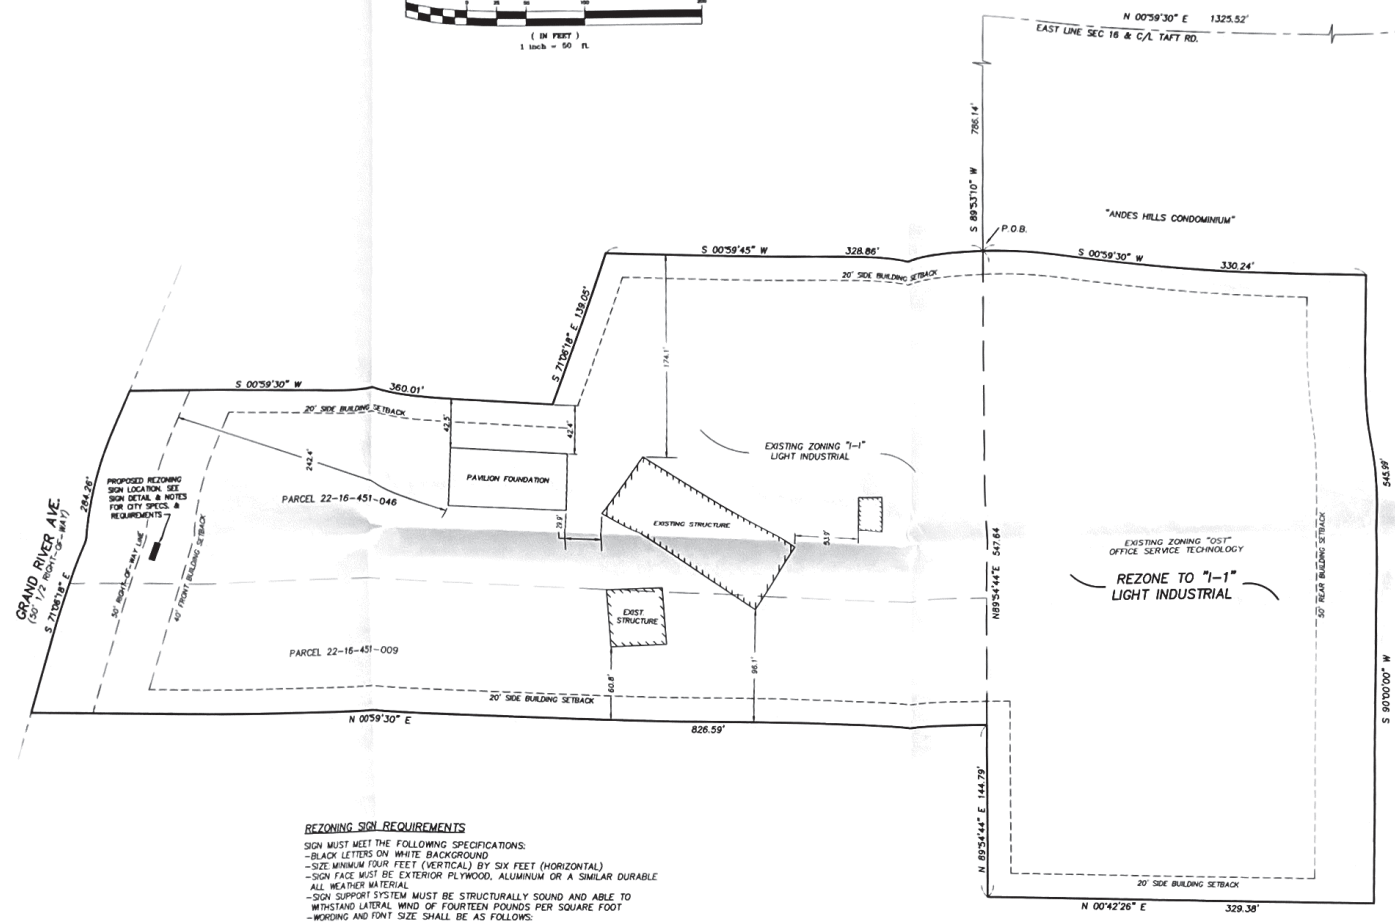 ( IN FEET )
1 inch = 50 ft.
N 00°59'30" E 1325.52'
EAST LINE SEC 16 & C/L TAFT RD.
S 89°53'10" W 786.14'
P.O.B.
"ANDES HILLS CONDOMINIUM"
S 00°59'45" W 328.86'
S 00°59'30" W 330.24'
20' SIDE BUILDING SETBACK
S 71°06'18" E 139.05'
174.1'
S 00°59'30" W 360.01'
20' SIDE BUILDING SETBACK
42.5'
42.4'
242.4'
PAVILION FOUNDATION
EXISTING ZONING "I-1"
LIGHT INDUSTRIAL
PROPOSED REZONING
SIGN LOCATION. SEE
SIGN DETAIL & NOTES
FOR CITY SPECS. &
REQUIREMENTS
PARCEL 22-16-451-046
29.9'
EXISTING STRUCTURE
GRAND RIVER AVE.
(50' 1/2 RIGHT-OF-WAY)
S 71°06'18" E 284.26'
50' RIGHT-OF-WAY LINE
40' FRONT BUILDING SETBACK
N89°54'44"E 547.64
EXISTING ZONING "OST"
OFFICE SERVICE TECHNOLOGY
REZONE TO "I-1"
LIGHT INDUSTRIAL
50' REAR BUILDING SETBACK
S 90°00'00" W 545.99'
EXIST.
STRUCTURE
PARCEL 22-16-451-009
60.8'
96.1'
20' SIDE BUILDING SETBACK
N 00°59'30" E
826.59'
N 89°54'44" E 144.79'
20' SIDE BUILDING SETBACK
N 00°42'26" E 329.38'
REZONING SIGN REQUIREMENTS
SIGN MUST MEET THE FOLLOWING SPECIFICATIONS:
-BLACK LETTERS ON WHITE BACKGROUND
-SIZE MINIMUM FOUR FEET (VERTICAL) BY SIX FEET (HORIZONTAL)
-SIGN FACE MUST BE EXTERIOR PLYWOOD, ALUMINUM OR A SIMILAR DURABLE
ALL WEATHER MATERIAL
-SIGN SUPPORT SYSTEM MUST BE STRUCTURALLY SOUND AND ABLE TO
WITHSTAND LATERAL WIND OF FOURTEEN POUNDS PER SQUARE FOOT
-WORDING AND FONT SIZE SHALL BE AS FOLLOWS: